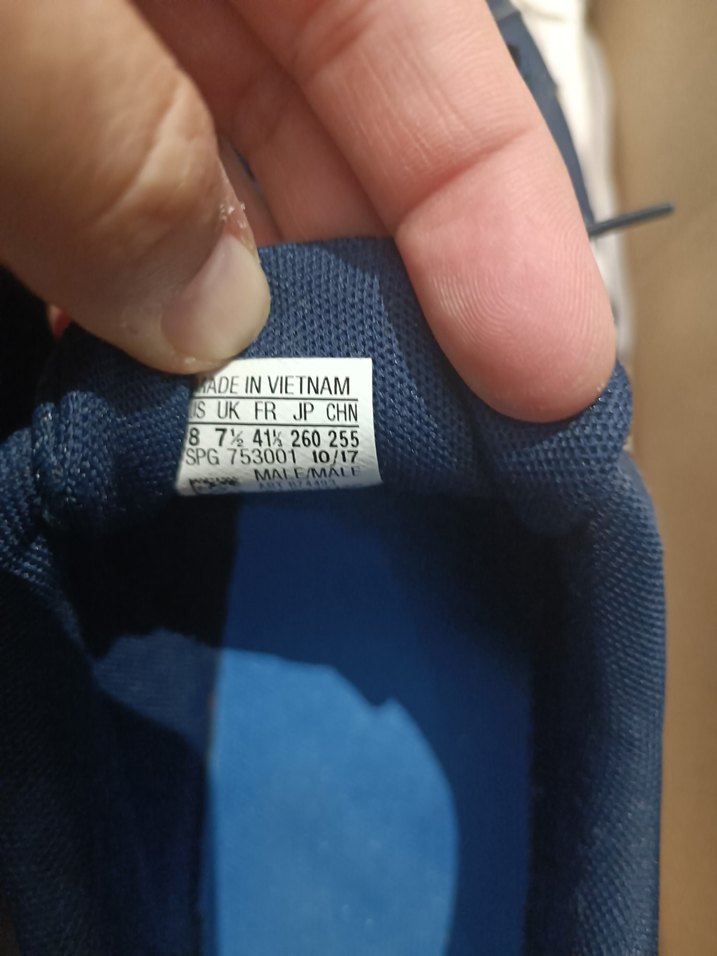 MADE IN VIETNAM
US UK FR JP CHN
8 7½ 41⅓ 260 255
SPG 753001 10/17
MALE/MALE